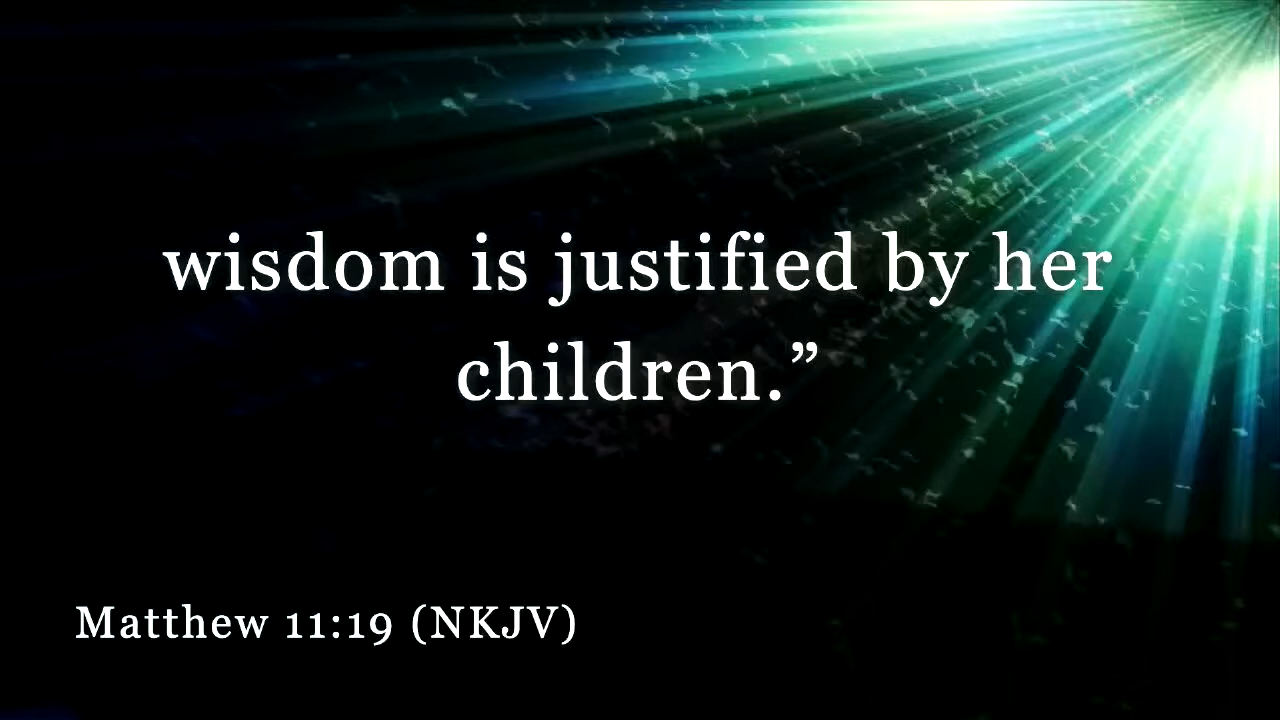 wisdom is justified by her
children.”
Matthew 11:19 (NKJV)